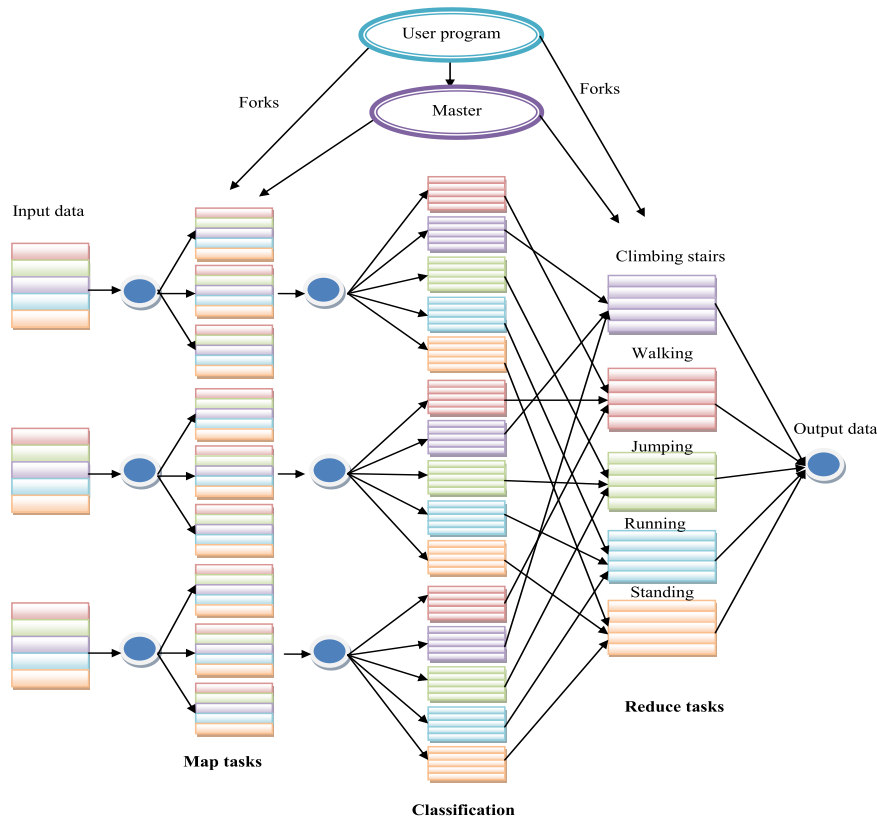 User program
Forks
Forks
Master
Input data
Climbing stairs
Walking
Output data
Jumping
Running
Standing
Reduce tasks
Map tasks
Classification